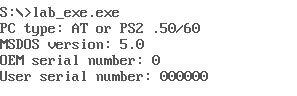 S:\>lab_exe.exe
PC type: AT or PS2 .50/60
MSDOS version: 5.0
OEM serial number: 0
User serial number: 000000